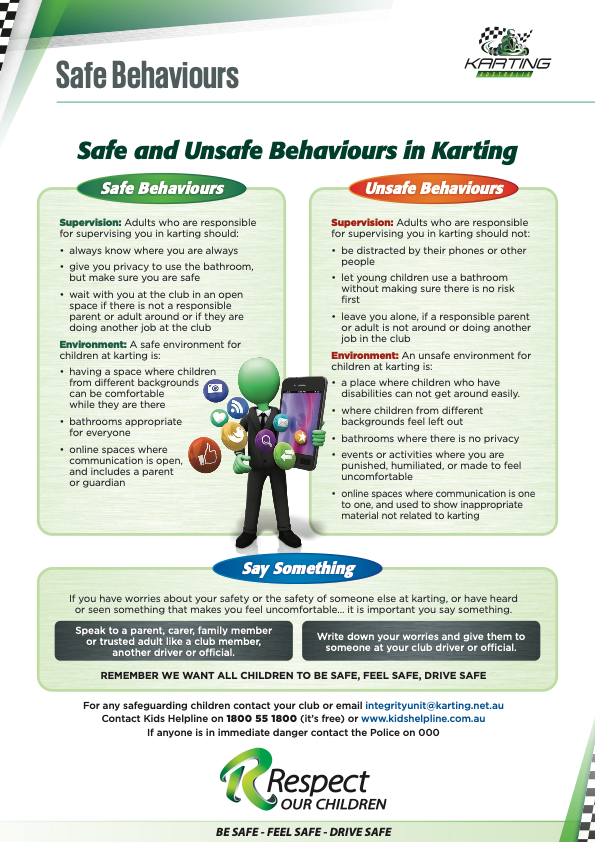 Safe Behaviours
KARTING
AUSTRALIA
Safe and Unsafe Behaviours in Karting
Safe Behaviours
Supervision: Adults who are responsible
for supervising you in karting should:
• always know where you are always
• give you privacy to use the bathroom,
but make sure you are safe
• wait with you at the club in an open
space if there is not a responsible
parent or adult around or if they are
doing another job at the club
Environment: A safe environment for
children at karting is:
• having a space where children
from different backgrounds
can be comfortable
while they are there
• bathrooms appropriate
for everyone
• online spaces where
communication is open,
and includes a parent
or guardian
Unsafe Behaviours
Supervision: Adults who are responsible
for supervising you in karting should not:
• be distracted by their phones or other
people
• let young children use a bathroom
without making sure there is no risk
first
• leave you alone, if a responsible parent
or adult is not around or doing another
job in the club
Environment: An unsafe environment for
children at karting is:
• a place where children who have
disabilities can not get around easily.
• where children from different
backgrounds feel left out
• bathrooms where there is no privacy
• events or activities where you are
punished, humiliated, or made to feel
uncomfortable
• online spaces where communication is one
to one, and used to show inappropriate
material not related to karting
Say Something
If you have worries about your safety or the safety of someone else at karting, or have heard
or seen something that makes you feel uncomfortable... it is important you say something.
Speak to a parent, carer, family member
or trusted adult like a club member,
another driver or official.
Write down your worries and give them to
someone at your club driver or official.
REMEMBER WE WANT ALL CHILDREN TO BE SAFE, FEEL SAFE, DRIVE SAFE
For any safeguarding children contact your club or email integrityunit@karting.net.au
Contact Kids Helpline on 1800 55 1800 (it's free) or www.kidshelpline.com.au
If anyone is in immediate danger contact the Police on 000
Respect
OUR CHILDREN
BE SAFE - FEEL SAFE - DRIVE SAFE